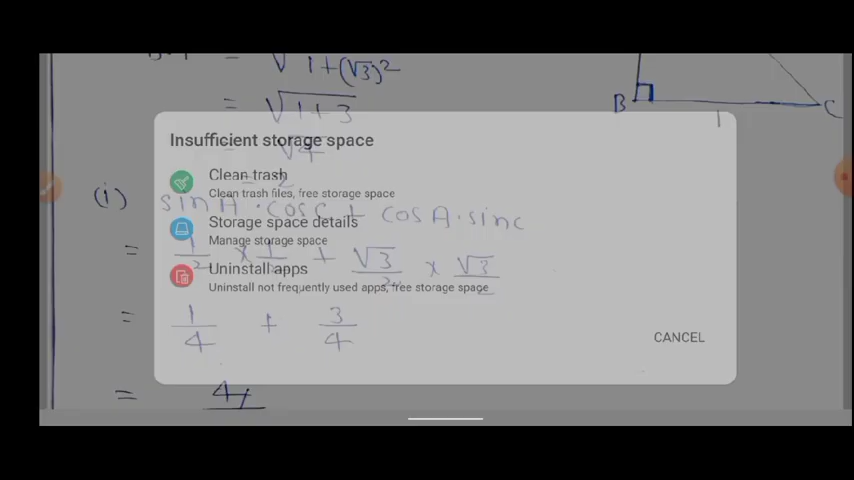 = √1+(√3)²
= √1+3
= √4
= 2
B C
1
Insufficient storage space
Clean trash
Clean trash files, free storage space
(i) sin A · cos C + cos A · sin C
Storage space details
Manage storage space
= 1/2 × 1/2 + √3/2 × √3/2
Uninstall apps
Uninstall not frequently used apps, free storage space
= 1/4 + 3/4
CANCEL
= 4/